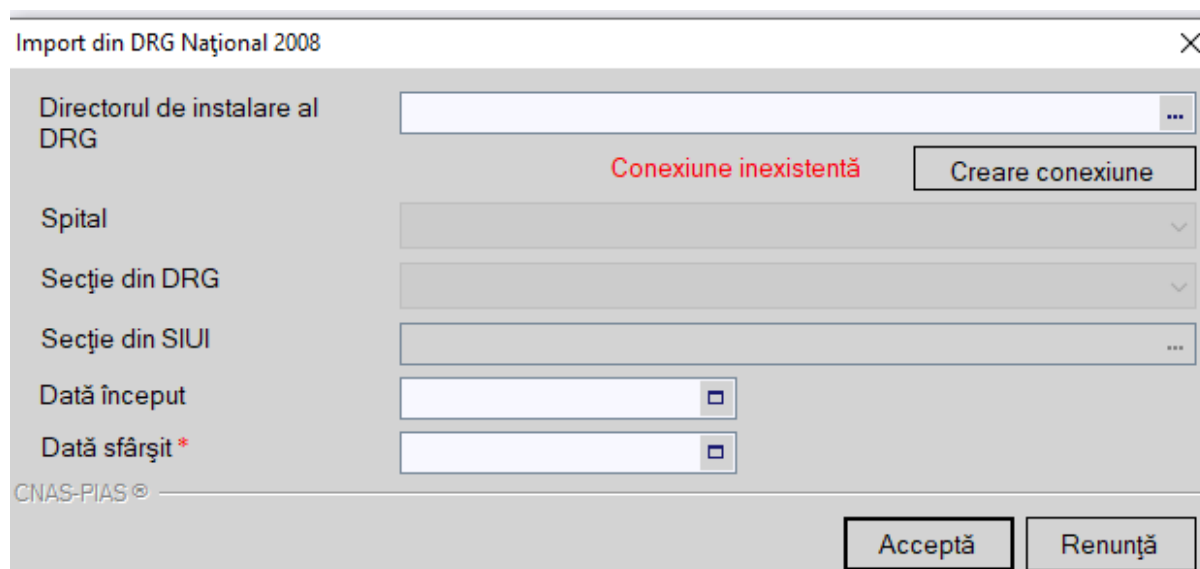 Import din DRG Naţional 2008
Directorul de instalare al
DRG
...
Conexiune inexistentă
Creare conexiune
Spital
Secţie din DRG
Secţie din SIUI
...
Dată început
Dată sfârşit *
CNAS-PIAS ®
Acceptă
Renunţă